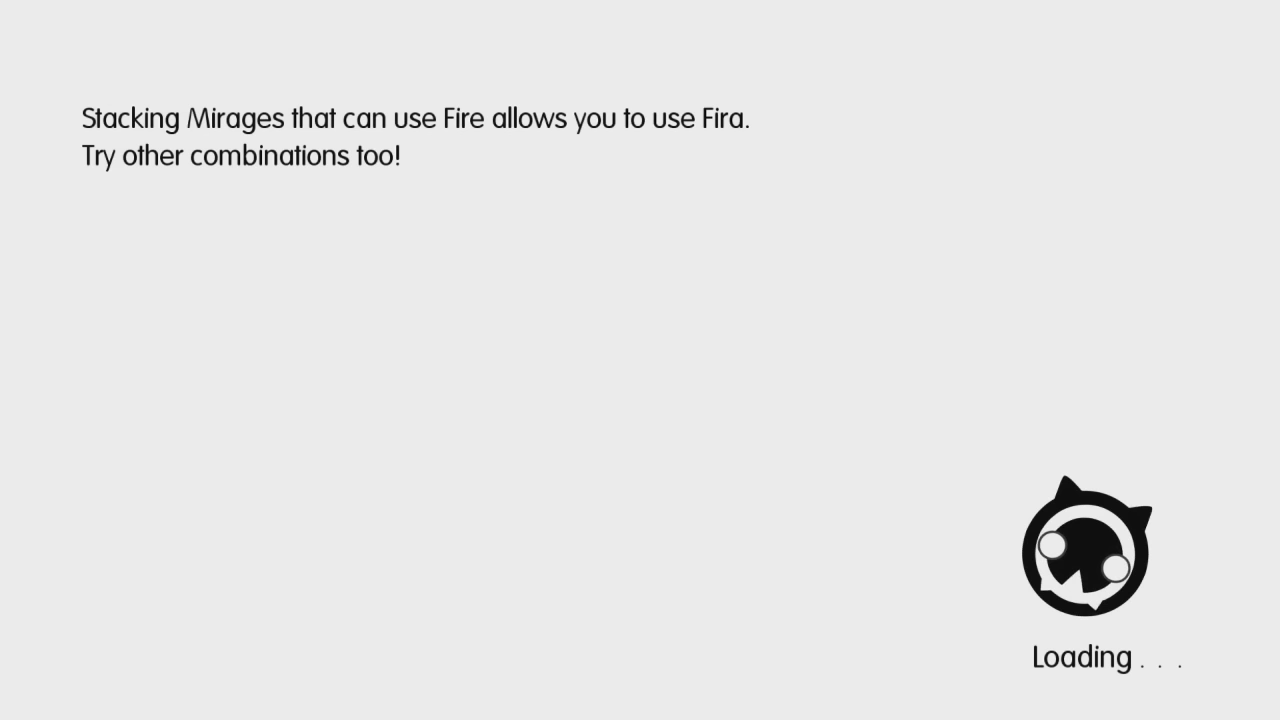 Stacking Mirages that can use Fire allows you to use Fira.
Try other combinations too!
Loading . . .